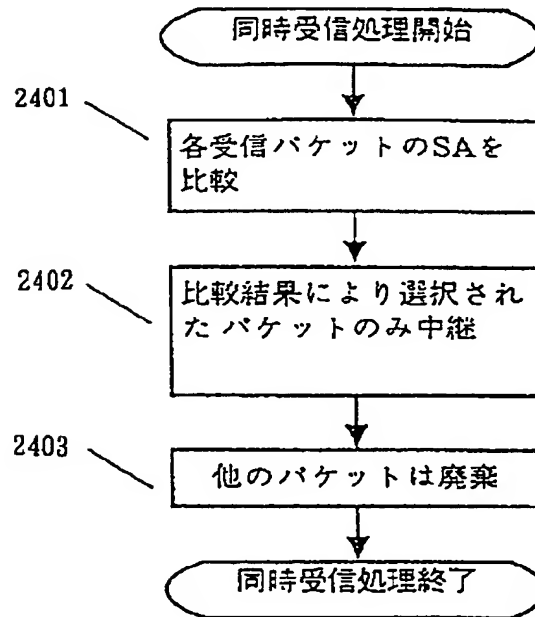 同時受信処理開始
2401
各受信パケットのSAを
比較
2402
比較結果により選択され
たパケットのみ中継
2403
他のパケットは廃棄
同時受信処理終了